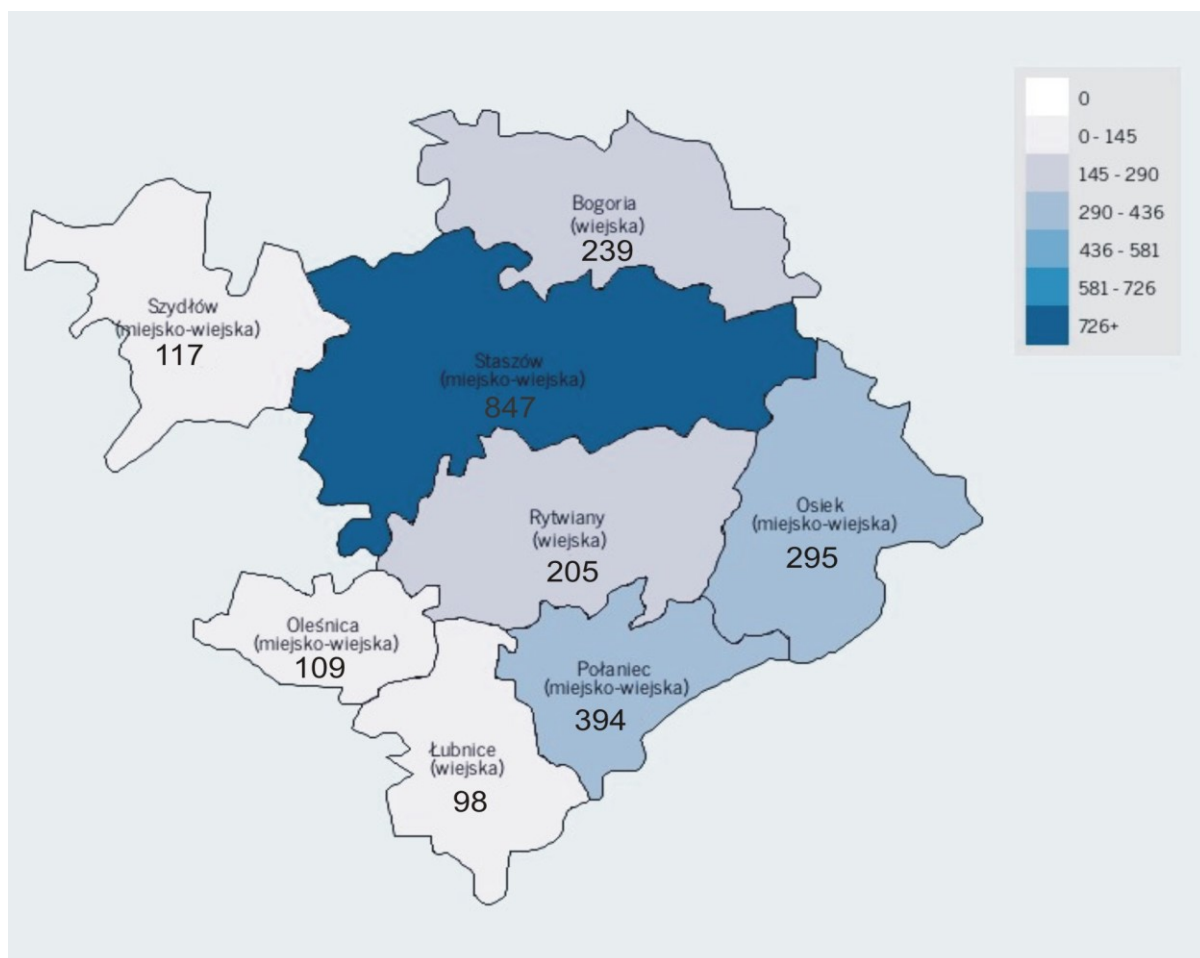 0
0 - 145
145 - 290
290 - 436
436 - 581
581 - 726
726+
Bogoria
(wiejska)
239
Szydłów
(miejsko-wiejska)
117
Staszów
(miejsko-wiejska)
847
Osiek
(miejsko-wiejska)
295
Rytwiany
(wiejska)
205
Oleśnica
(miejsko-wiejska)
109
Połaniec
(miejsko-wiejska)
394
Łubnice
(wiejska)
98